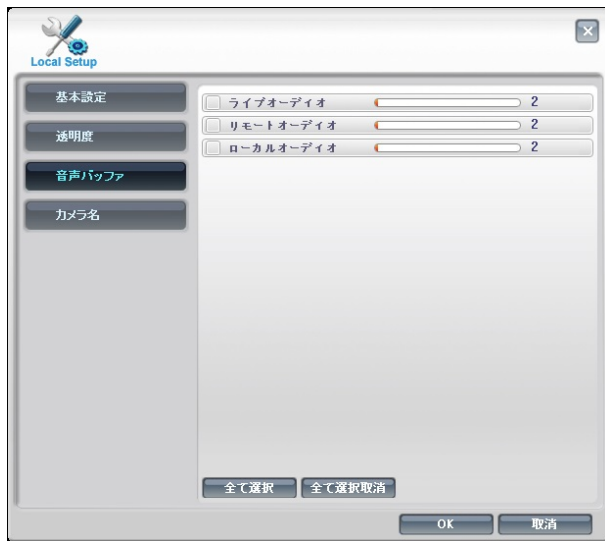 Local Setup
基本設定
透明度
音声バッファ
カメラ名
ライブオーディオ 2
リモートオーディオ 2
ローカルオーディオ 2
全て選択 全て選択取消
OK 取消